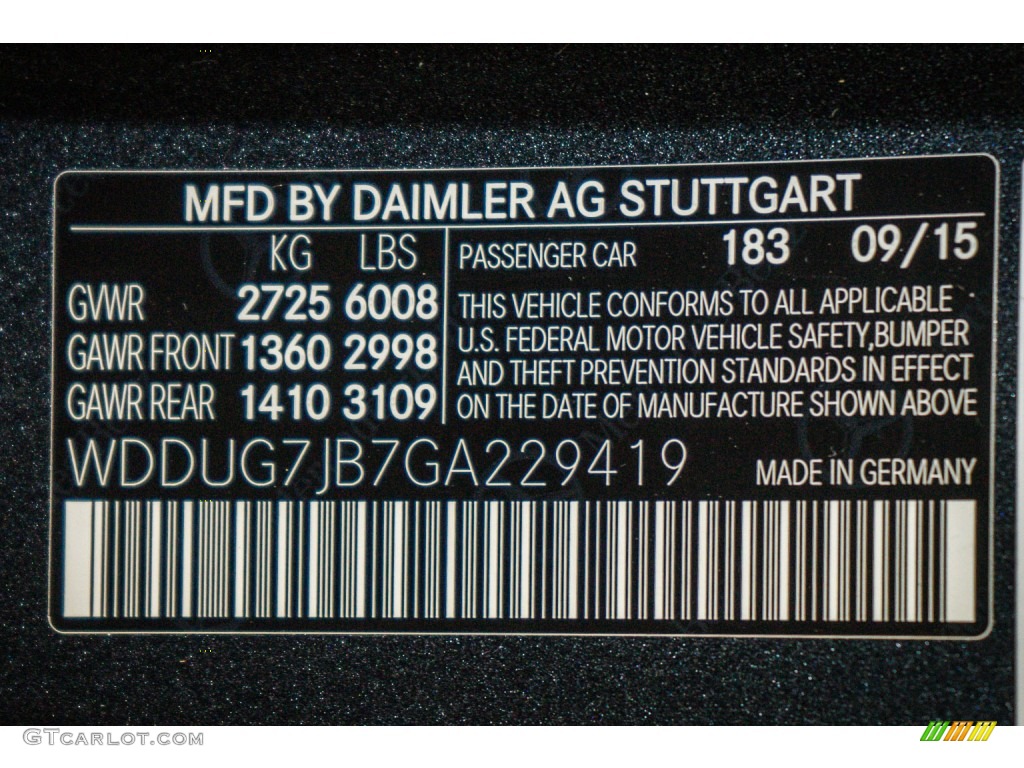 MFD BY DAIMLER AG STUTTGART
KG LBS
GVWR 2725 6008
GAWR FRONT 1360 2998
GAWR REAR 1410 3109
PASSENGER CAR 183 09/15
THIS VEHICLE CONFORMS TO ALL APPLICABLE
U.S. FEDERAL MOTOR VEHICLE SAFETY,BUMPER
AND THEFT PREVENTION STANDARDS IN EFFECT
ON THE DATE OF MANUFACTURE SHOWN ABOVE
WDDUG7JB7GA229419
MADE IN GERMANY
GTcarlot.com